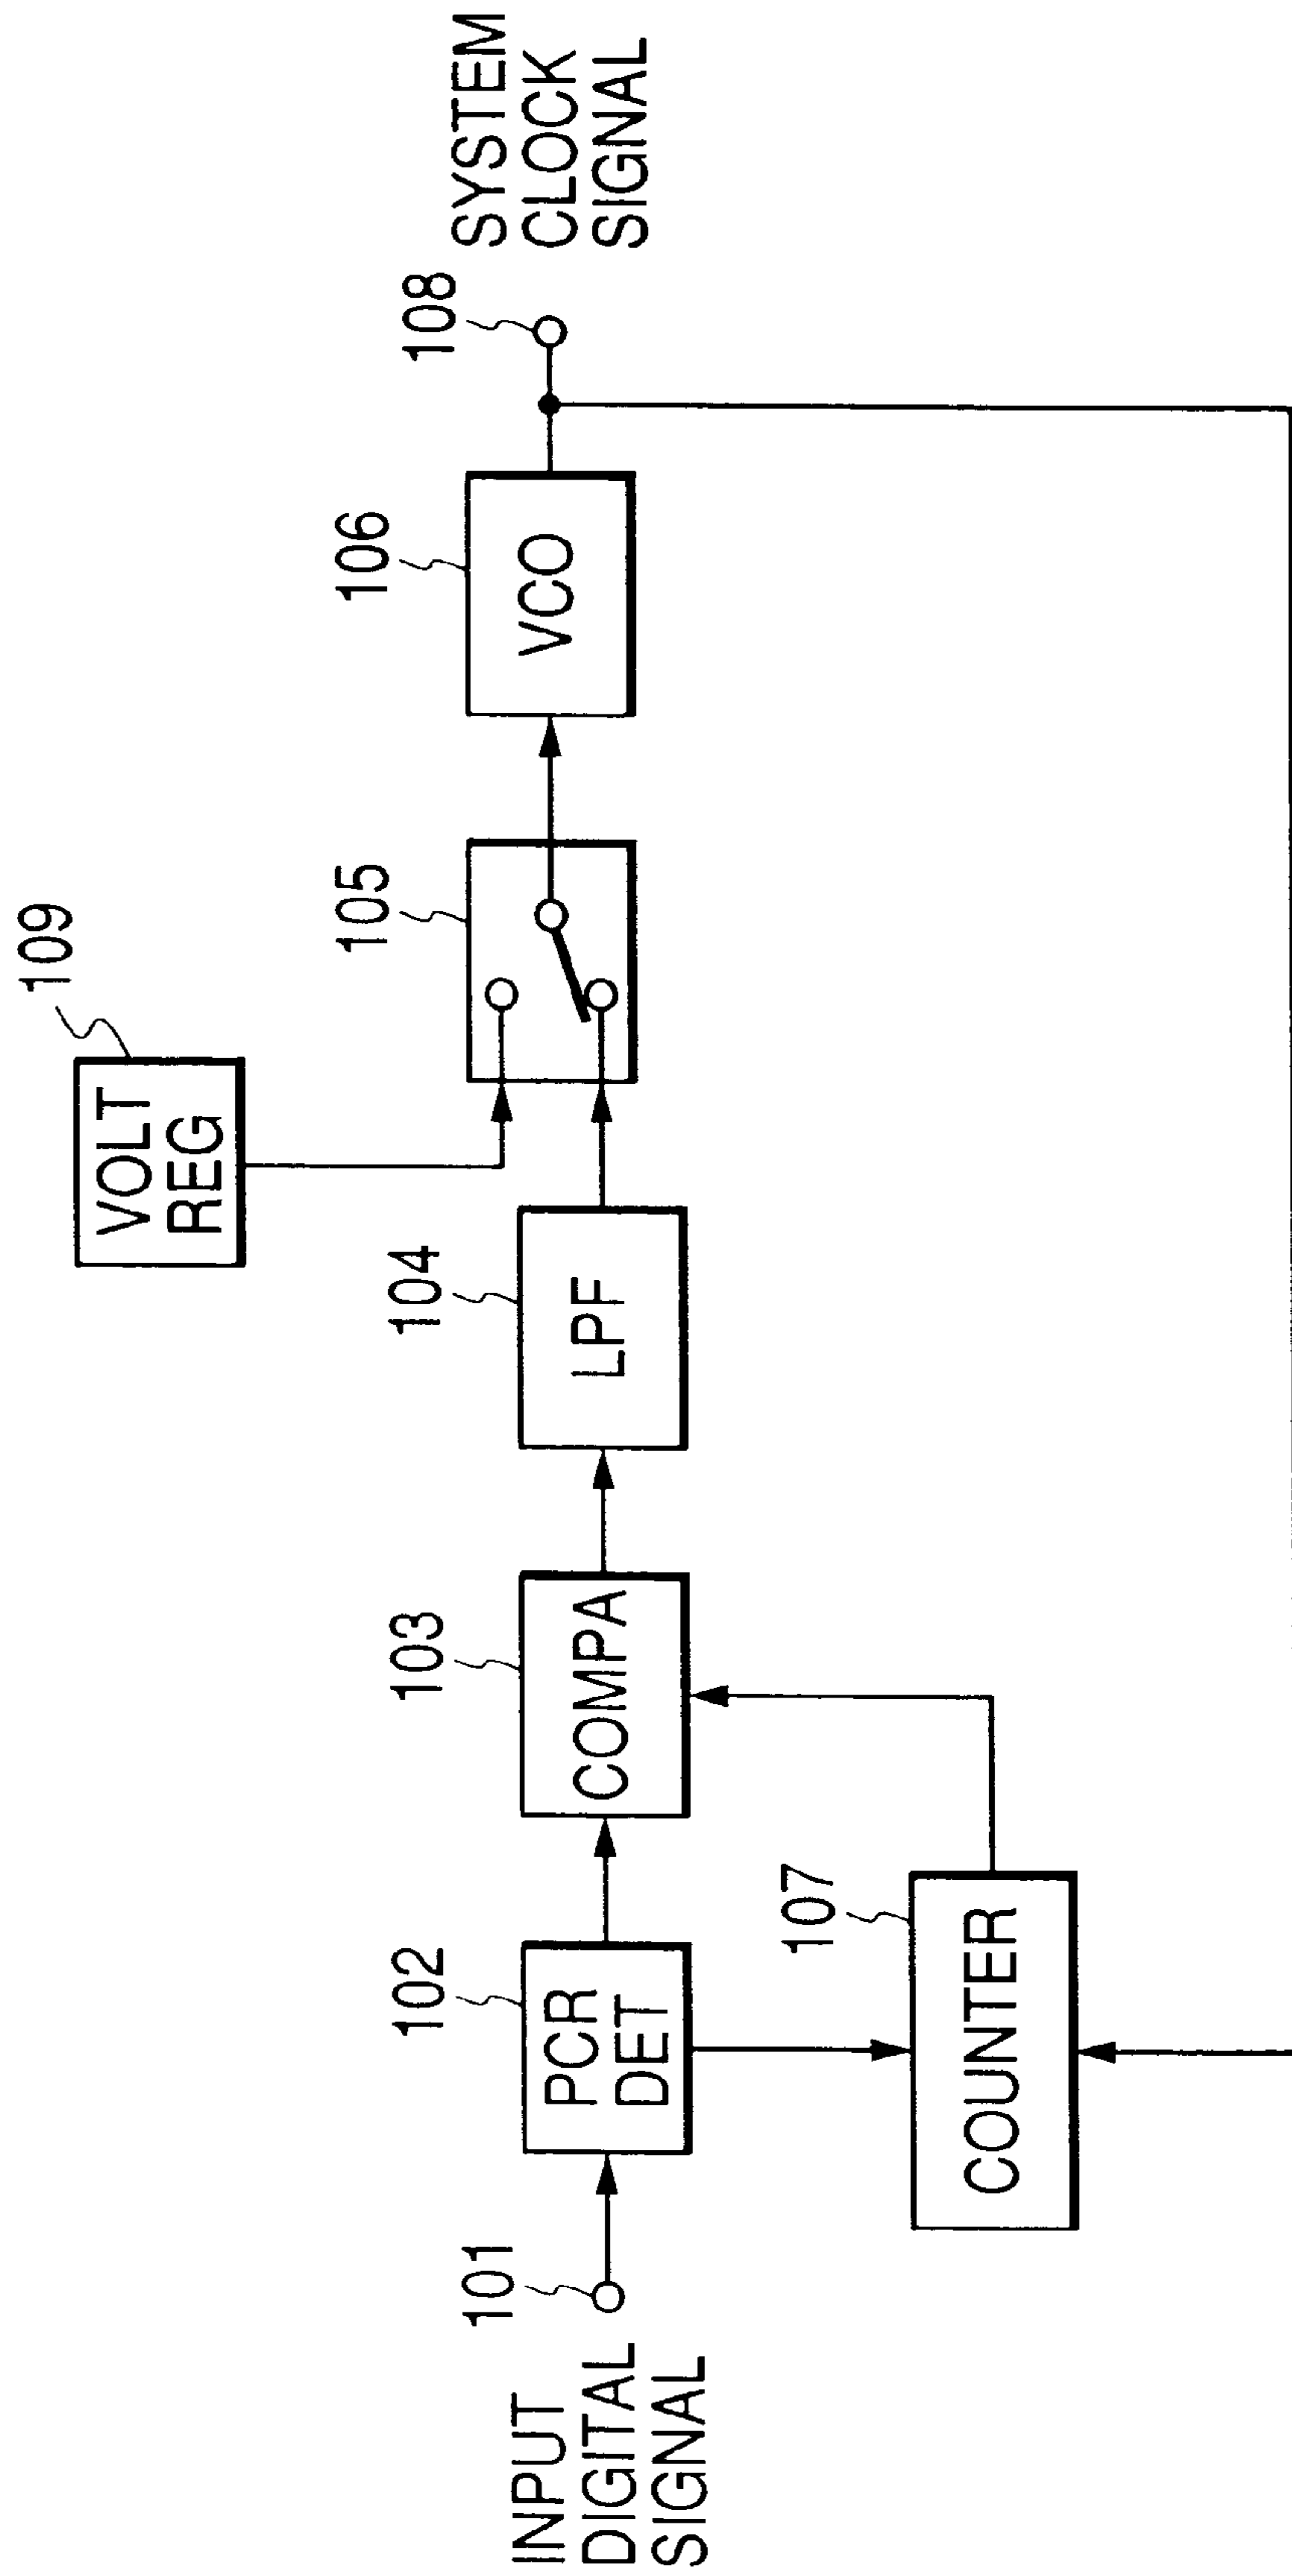 109
VOLT
REG
101
INPUT
DIGITAL
SIGNAL
102
PCR
DET
103
COMPA
104
LPF
105
106
VCO
108
SYSTEM
CLOCK
SIGNAL
107
COUNTER